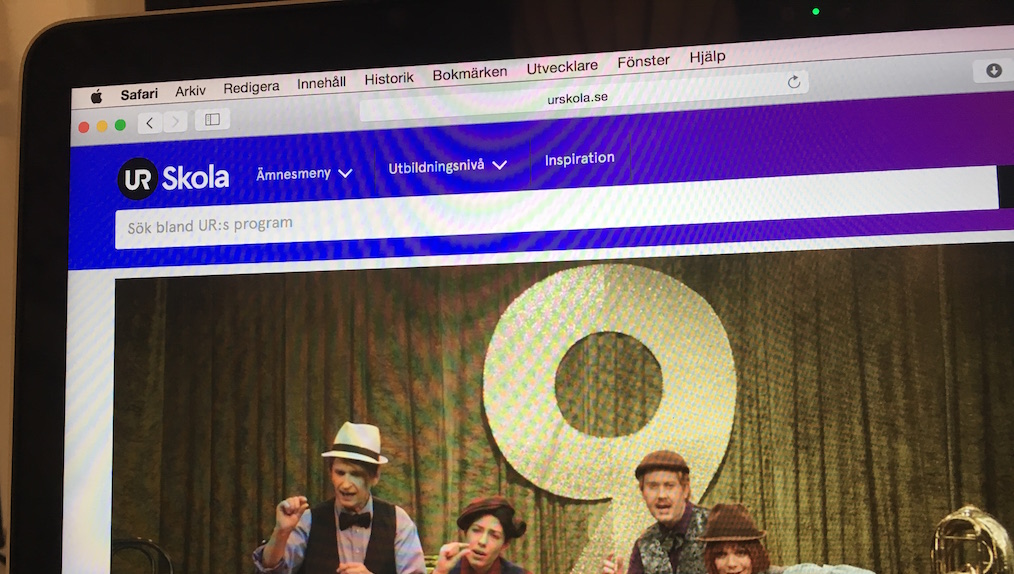 Safari Arkiv Redigera Innehåll Historik Bokmärken Utvecklare Fönster Hjälp
urskola.se
UR Skola Ämnesmeny Utbildningsnivå Inspiration
Sök bland UR:s program
9